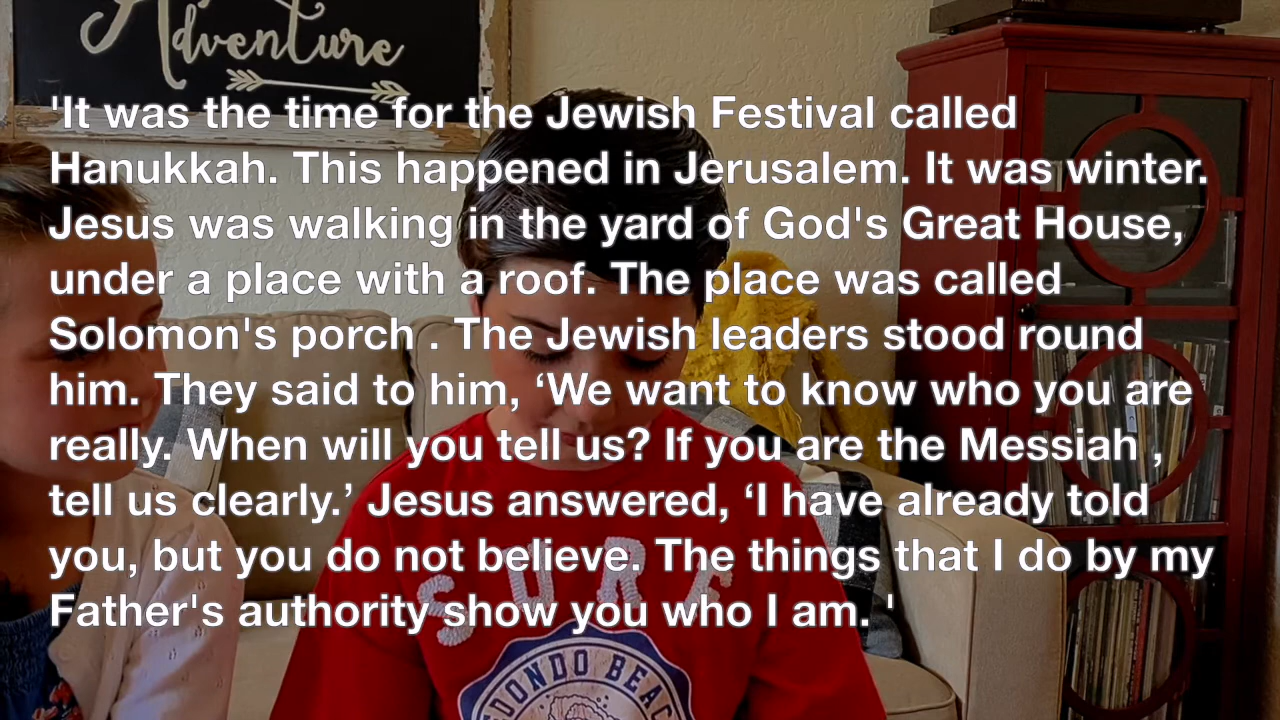 Adventure
'It was the time for the Jewish Festival called
Hanukkah. This happened in Jerusalem. It was winter.
Jesus was walking in the yard of God's Great House,
under a place with a roof. The place was called
Solomon's porch . The Jewish leaders stood round
him. They said to him, ‘We want to know who you are
really. When will you tell us? If you are the Messiah ,
tell us clearly.’ Jesus answered, ‘I have already told
you, but you do not believe. The things that I do by my
Father's authority show you who I am. '
SURF
REDONDO BEACH